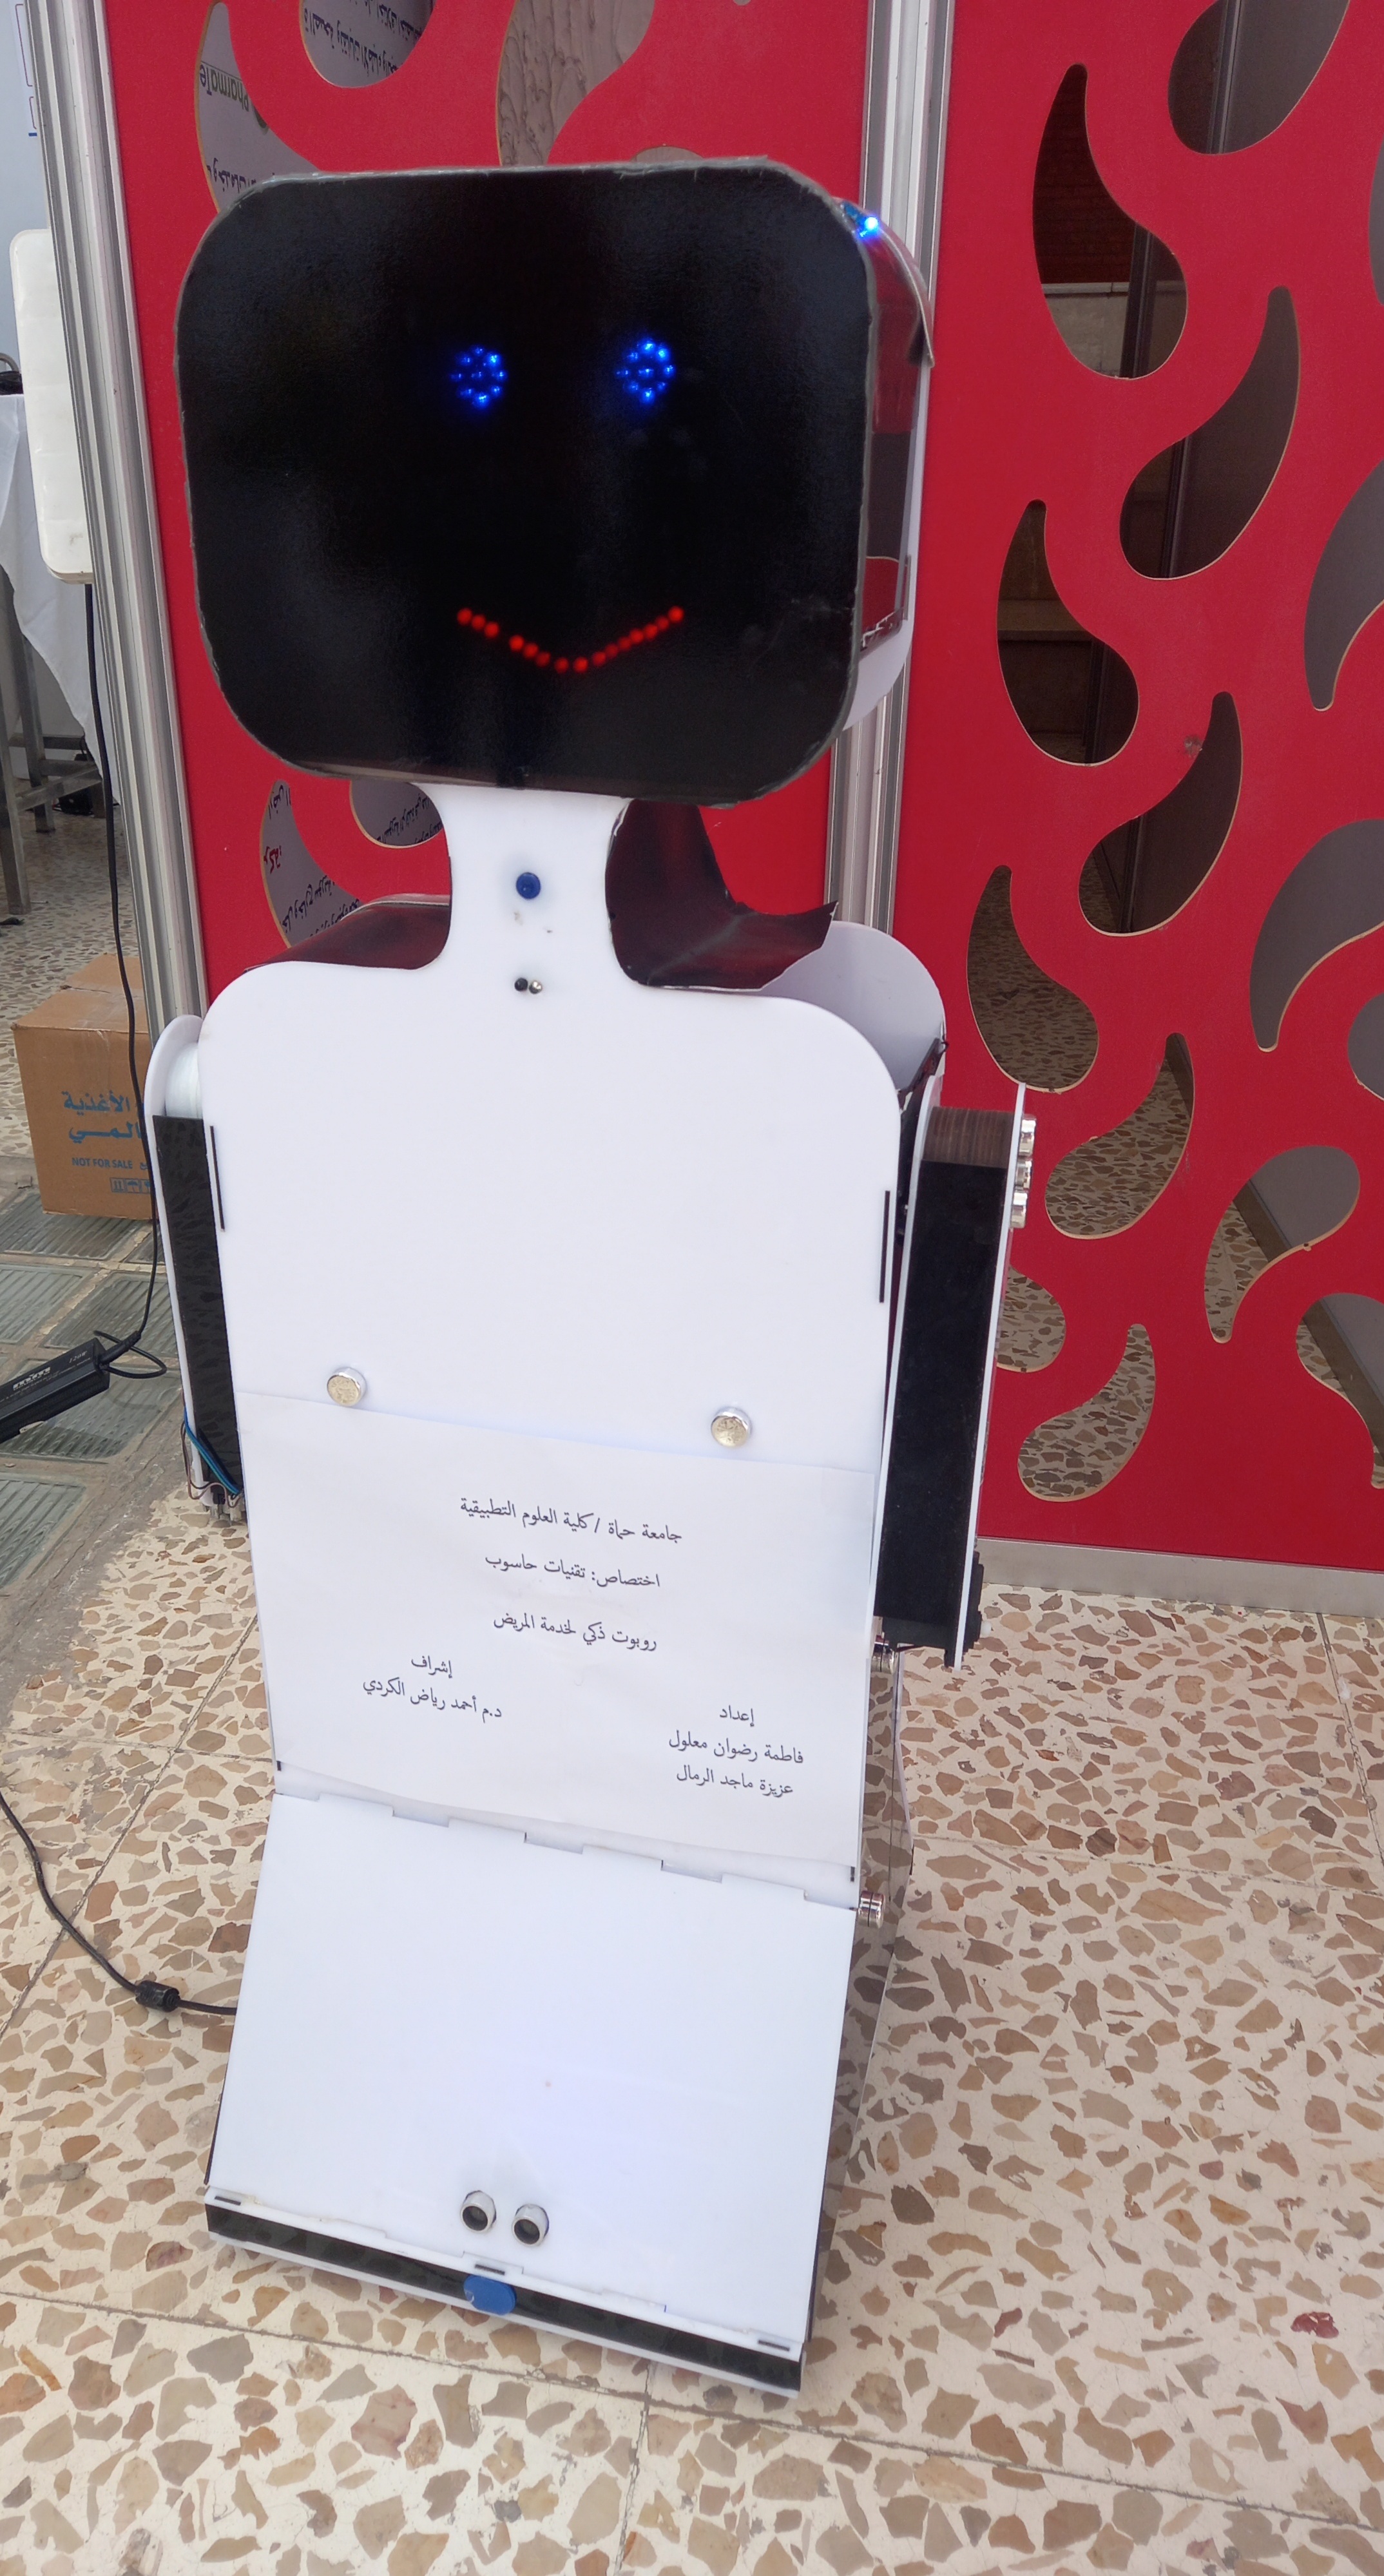 جامعة حماة / كلية العلوم التطبيقية
اختصاص: تقنيات حاسوب
روبوت ذكي لخدمة المريض
إعداد
فاطمة رضوان معلول
عزيزة ماجد الرمال
إشراف
د.م أحمد رياض الكردي
الأغذية
NOT FOR SALE